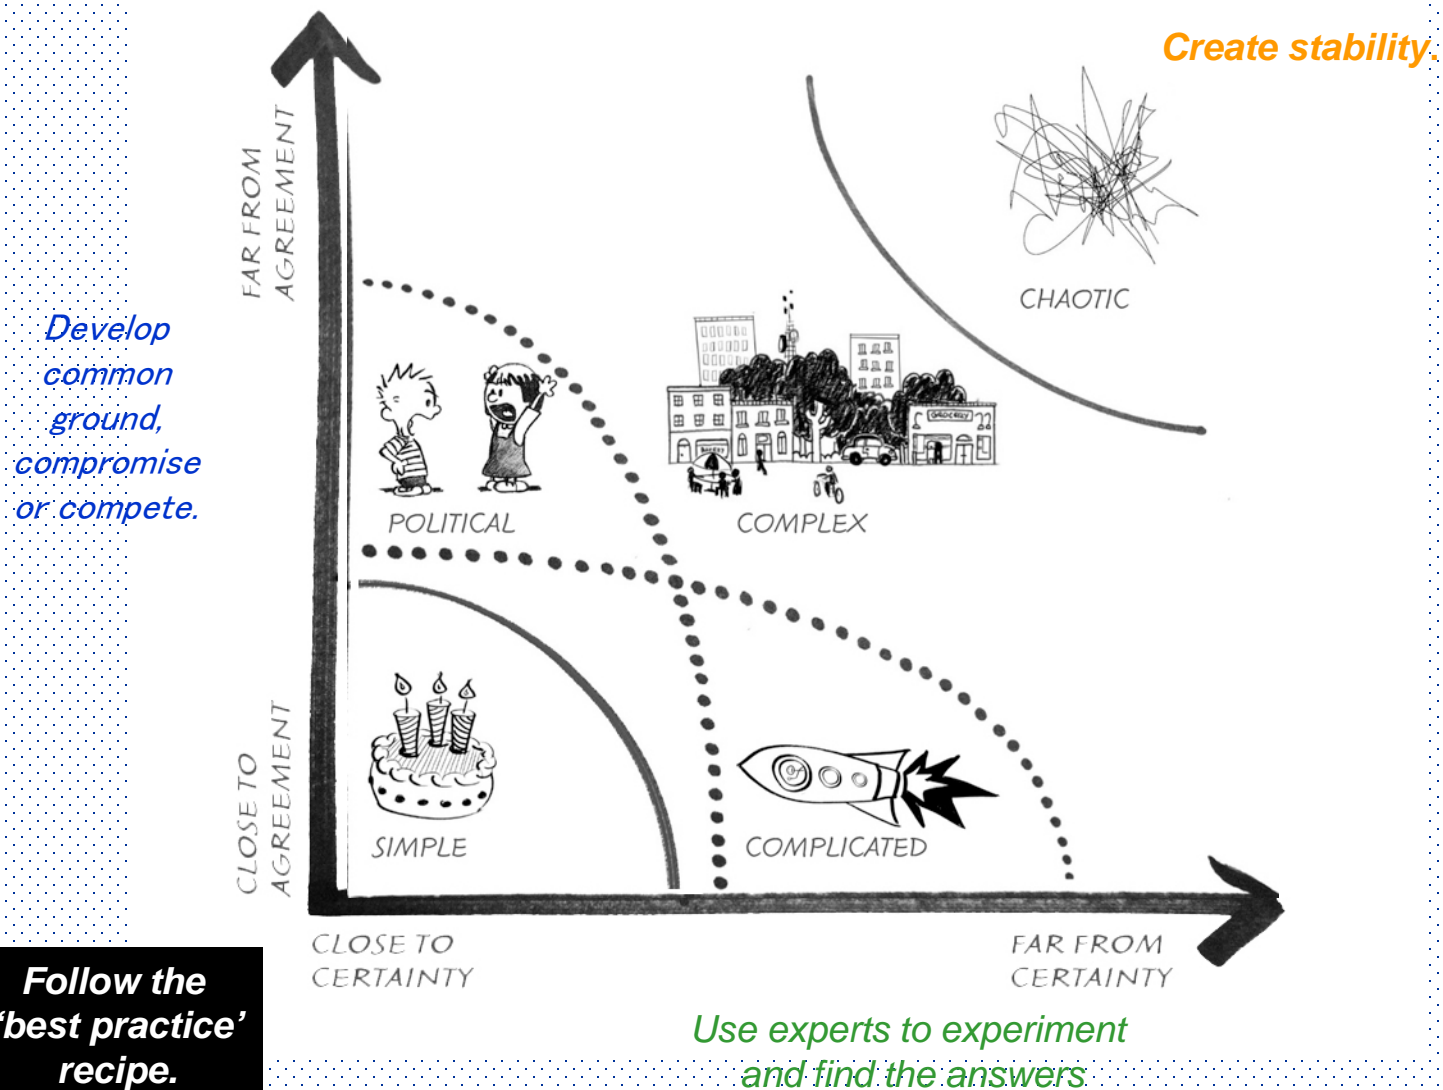 Create stability.
FAR FROM
AGREEMENT
CHAOTIC
Develop
common
ground,
compromise
or compete.
GROCERY
BAKERY
POLITICAL
COMPLEX
CLOSE TO
AGREEMENT
SIMPLE
COMPLICATED
CLOSE TO
CERTAINTY
FAR FROM
CERTAINTY
Follow the
‘best practice’
recipe.
Use experts to experiment
and find the answers